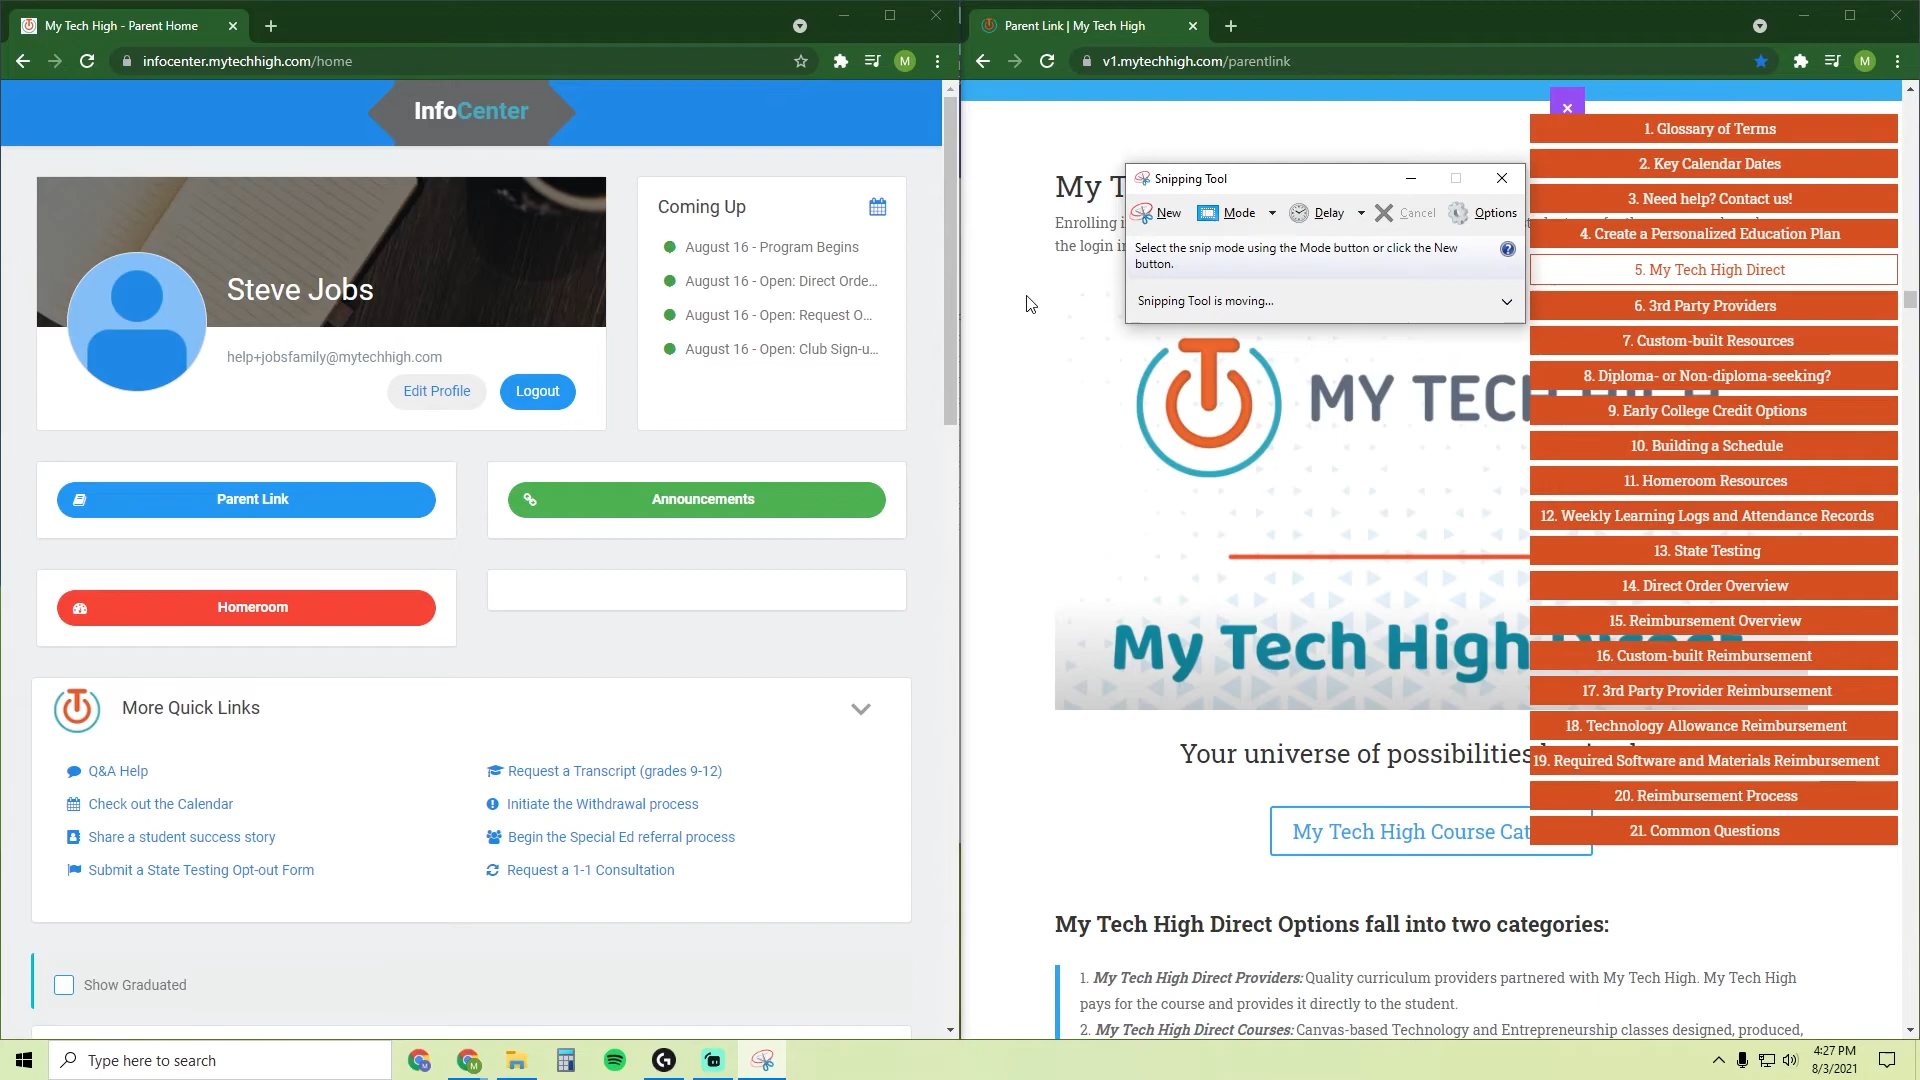 My Tech High - Parent Home
infocenter.mytechhigh.com/home
M
InfoCenter
Steve Jobs
help+jobsfamily@mytechhigh.com
Edit Profile
Logout
Coming Up
August 16 - Program Begins
August 16 - Open: Direct Orde...
August 16 - Open: Request O...
August 16 - Open: Club Sign-u...
Parent Link
Announcements
Homeroom
More Quick Links
Q&A Help
Check out the Calendar
Share a student success story
Submit a State Testing Opt-out Form
Request a Transcript (grades 9-12)
Initiate the Withdrawal process
Begin the Special Ed referral process
Request a 1-1 Consultation
Show Graduated
Parent Link | My Tech High
v1.mytechhigh.com/parentlink
M
My T
Enrolling i
the login i
Snipping Tool
New
Mode
Delay
Cancel
Options
Select the snip mode using the Mode button or click the New
button.
Snipping Tool is moving...
MY TEC
My Tech High
Your universe of possibilities
My Tech High Course Cat
My Tech High Direct Options fall into two categories:
1. My Tech High Direct Providers: Quality curriculum providers partnered with My Tech High. My Tech High
pays for the course and provides it directly to the student.
2. My Tech High Direct Courses: Canvas-based Technology and Entrepreneurship classes designed, produced,
1. Glossary of Terms
2. Key Calendar Dates
3. Need help? Contact us!
4. Create a Personalized Education Plan
5. My Tech High Direct
6. 3rd Party Providers
7. Custom-built Resources
8. Diploma- or Non-diploma-seeking?
9. Early College Credit Options
10. Building a Schedule
11. Homeroom Resources
12. Weekly Learning Logs and Attendance Records
13. State Testing
14. Direct Order Overview
15. Reimbursement Overview
16. Custom-built Reimbursement
17. 3rd Party Provider Reimbursement
18. Technology Allowance Reimbursement
19. Required Software and Materials Reimbursement
20. Reimbursement Process
21. Common Questions
Type here to search
4:27 PM
8/3/2021